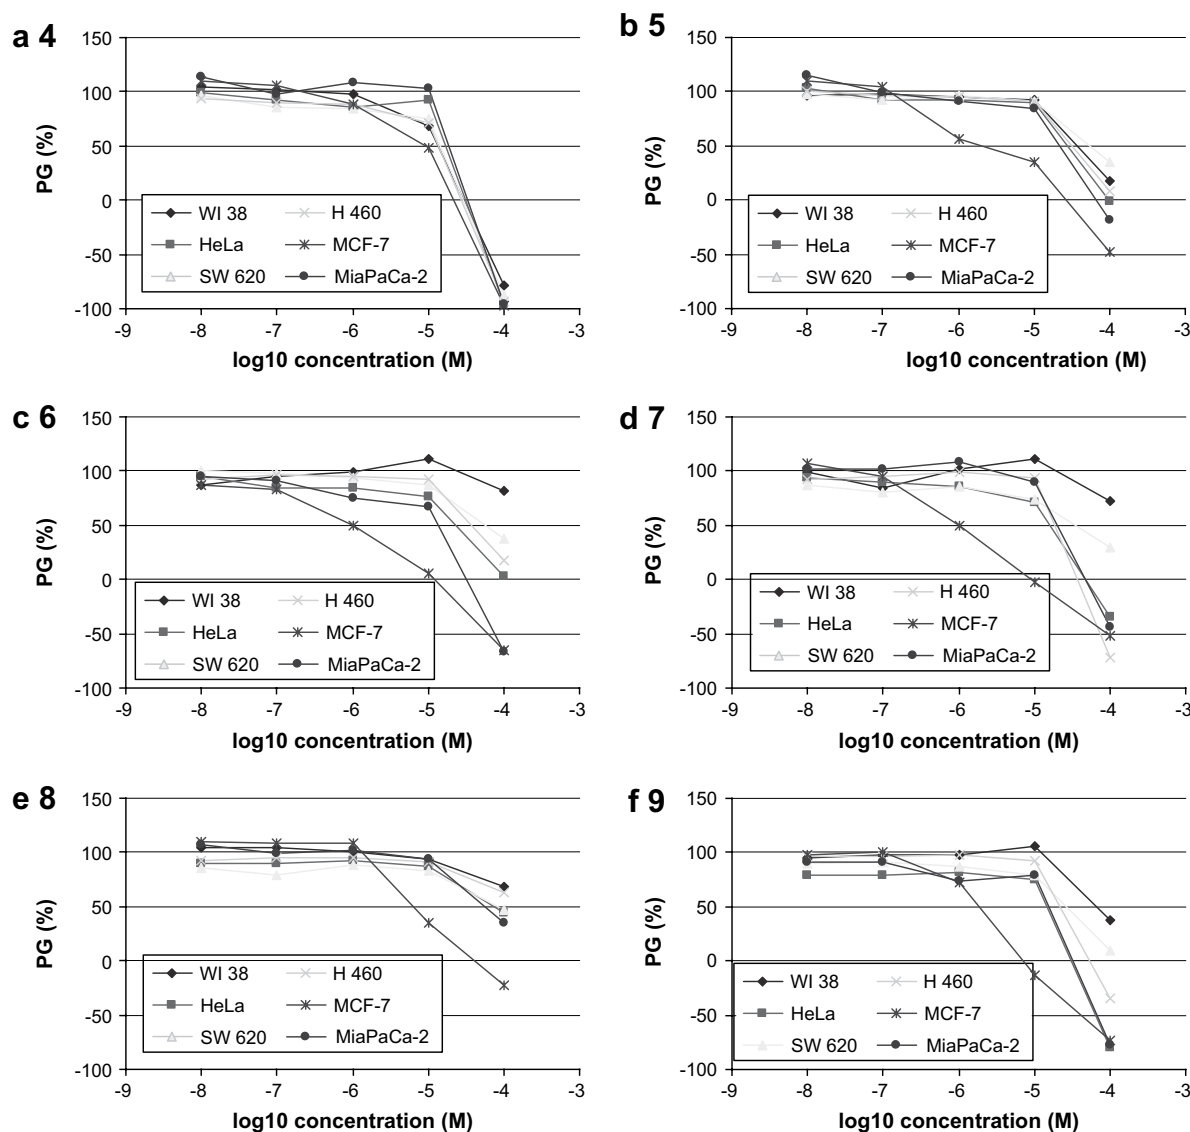 a 4
150
100
50
0
-50
-100
PG (%)
WI 38
H 460
HeLa
MCF-7
SW 620
MiaPaCa-2
-9 -8 -7 -6 -5 -4 -3
log10 concentration (M)
b 5
150
100
50
0
-50
-100
PG (%)
WI 38
H 460
HeLa
MCF-7
SW 620
MiaPaCa-2
-9 -8 -7 -6 -5 -4 -3
log10 concentration (M)
c 6
150
100
50
0
-50
-100
PG (%)
WI 38
H 460
HeLa
MCF-7
SW 620
MiaPaCa-2
-9 -8 -7 -6 -5 -4 -3
log10 concentration (M)
d 7
150
100
50
0
-50
-100
PG (%)
WI 38
H 460
HeLa
MCF-7
SW 620
MiaPaCa-2
-9 -8 -7 -6 -5 -4 -3
log10 concentration (M)
e 8
150
100
50
0
-50
-100
PG (%)
WI 38
H 460
HeLa
MCF-7
SW 620
MiaPaCa-2
-9 -8 -7 -6 -5 -4 -3
log10 concentration (M)
f 9
150
100
50
0
-50
-100
PG (%)
WI 38
H 460
HeLa
MCF-7
SW 620
MiaPaCa-2
-9 -8 -7 -6 -5 -4 -3
log10 concentration (M)